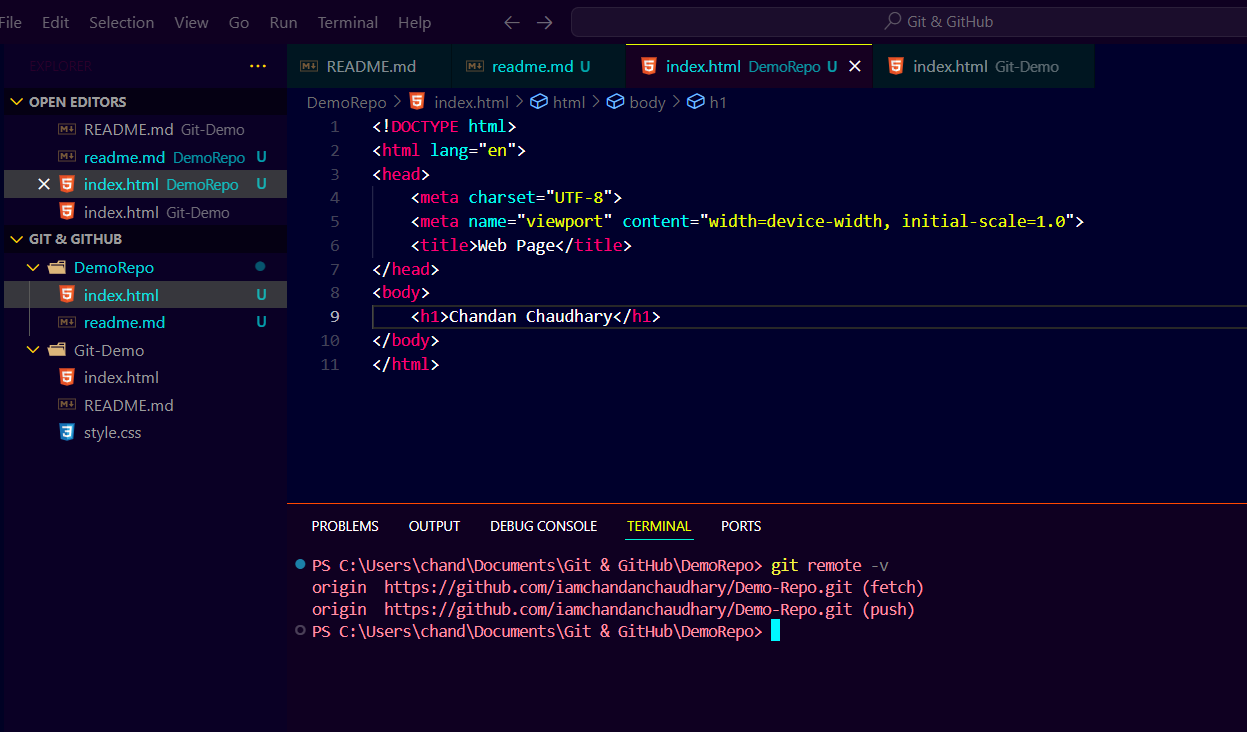 File Edit Selection View Go Run Terminal Help
Git & GitHub
EXPLORER
OPEN EDITORS
README.md Git-Demo
readme.md DemoRepo U
index.html DemoRepo U
index.html Git-Demo
GIT & GITHUB
DemoRepo
index.html U
readme.md U
Git-Demo
index.html
README.md
style.css
README.md readme.md U index.html DemoRepo U index.html Git-Demo
DemoRepo > index.html > html > body > h1
1 <!DOCTYPE html>
2 <html lang="en">
3 <head>
4 <meta charset="UTF-8">
5 <meta name="viewport" content="width=device-width, initial-scale=1.0">
6 <title>Web Page</title>
7 </head>
8 <body>
9 <h1>Chandan Chaudhary</h1>
10 </body>
11 </html>
PROBLEMS OUTPUT DEBUG CONSOLE TERMINAL PORTS
PS C:\Users\chand\Documents\Git & GitHub\DemoRepo> git remote -v
origin https://github.com/iamchandanchaudhary/Demo-Repo.git (fetch)
origin https://github.com/iamchandanchaudhary/Demo-Repo.git (push)
PS C:\Users\chand\Documents\Git & GitHub\DemoRepo>